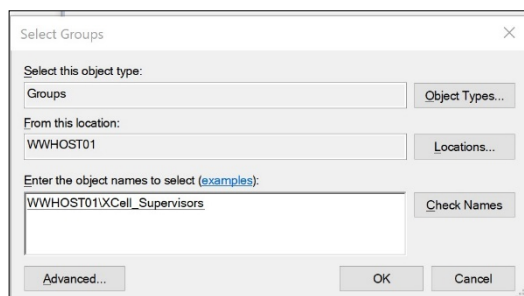 Select Groups
Select this object type:
Groups
Object Types...
From this location:
WWHOST01
Locations...
Enter the object names to select (examples):
WWHOST01\XCell_Supervisors
Check Names
Advanced...
OK
Cancel